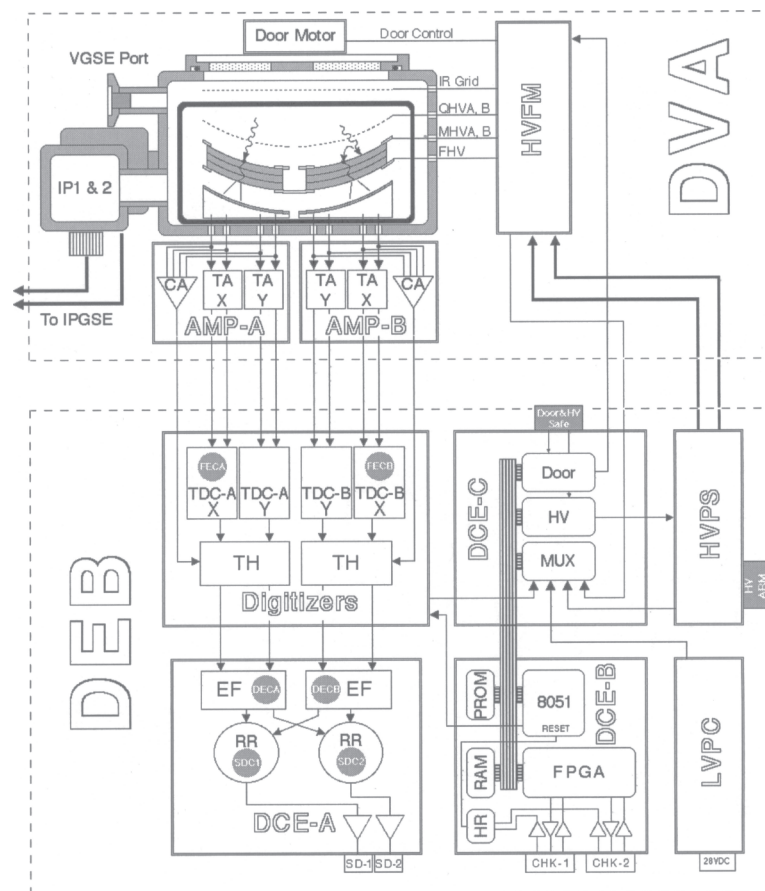 Door Motor
Door Control
VGSE Port
IR Grid
QHVA, B
MHVA, B
FHV
HVFM
DVA
IP1 & 2
To IPGSE
CA
TA
X
TA
Y
TA
Y
TA
X
CA
AMP-A
AMP-B
DEB
FECA
TDC-A
X
TDC-A
Y
TDC-B
Y
FECB
TDC-B
X
TH
TH
Digitizers
Door&HV
Safe
DCE-C
Door
HV
MUX
HVPS
HV
ARM
EF
DECA
DECB
EF
RR
SDC1
RR
SDC2
DCE-A
SD-1
SD-2
PROM
8051
RESET
DCE-B
RAM
FPGA
HR
CHK-1
CHK-2
LVPC
28VDC